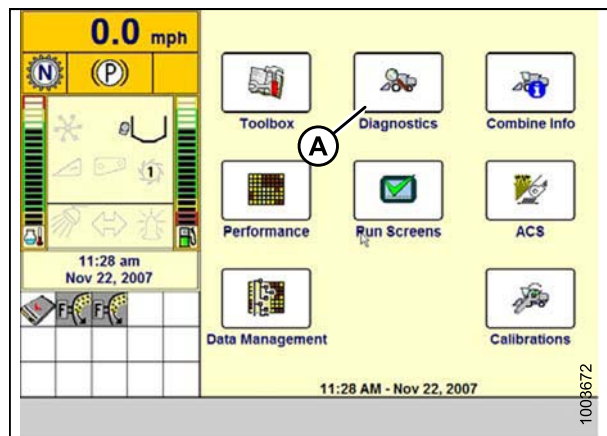 0.0 mph
N
(P)
1
11:28 am
Nov 22, 2007
F F
Toolbox
Diagnostics
Combine Info
A
Performance
Run Screens
ACS
Data Management
Calibrations
11:28 AM - Nov 22, 2007
1003672